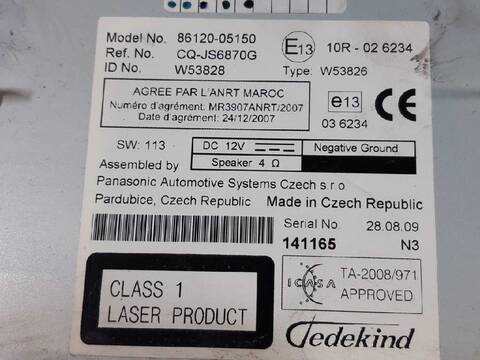 Model No. 86120-05150
Ref. No. CQ-JS6870G
ID No. W53828
E13 10R - 02 6234
Type: W53826
AGREE PAR L'ANRT MAROC
Numéro d'agrément: MR3907ANRT/2007
Date d'agrément: 24/12/2007
e13 CE
03 6234
SW: 113
DC 12V
Negative Ground
Speaker 4 Ω
Assembled by
Panasonic Automotive Systems Czech s.r.o
Pardubice, Czech Republic
Made in Czech Republic
Serial No. 28.08.09
141165 N3
CLASS 1
LASER PRODUCT
ICASA
TA-2008/971
APPROVED
Jedekind